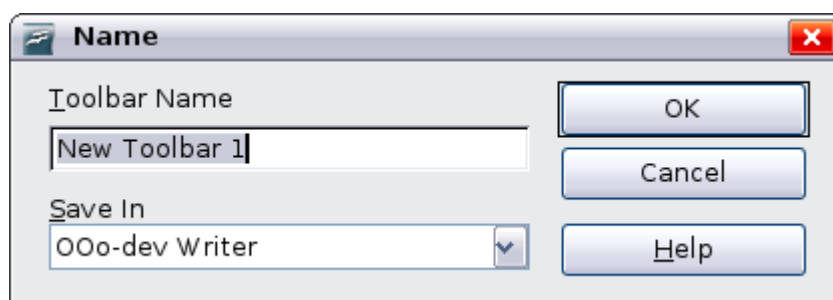 Name
Toolbar Name
New Toolbar 1
Save In
OOo-dev Writer
OK
Cancel
Help